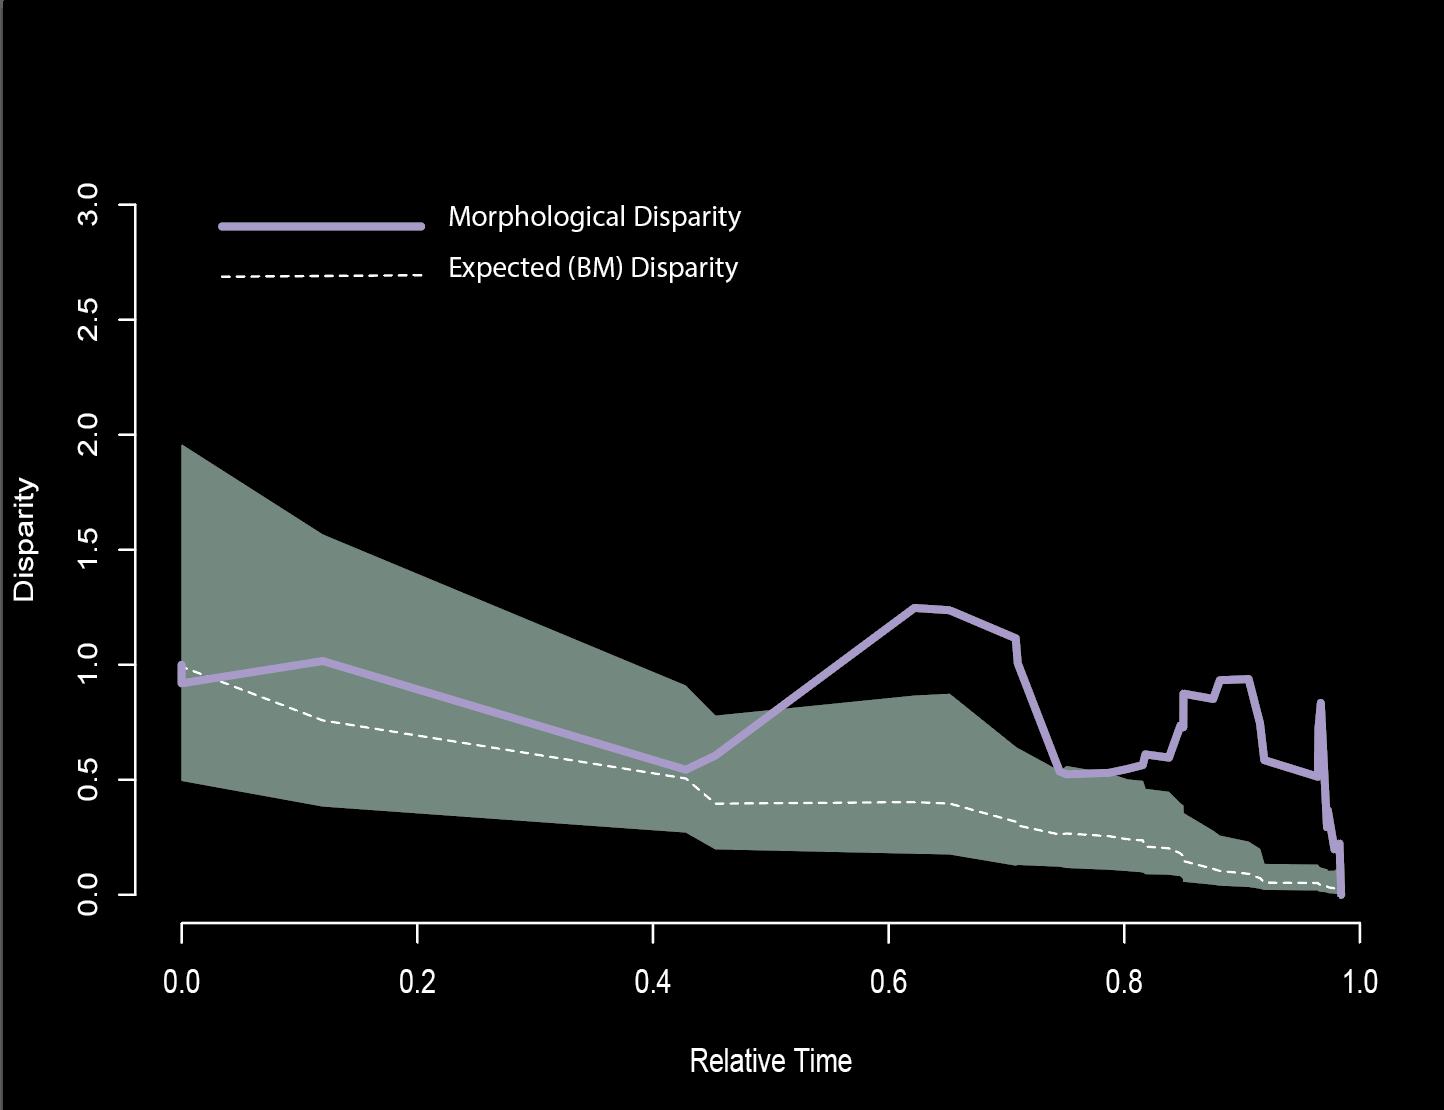 Morphological Disparity
Expected (BM) Disparity
3.0
2.5
2.0
1.5
1.0
0.5
0.0
Disparity
0.0 0.2 0.4 0.6 0.8 1.0
Relative Time